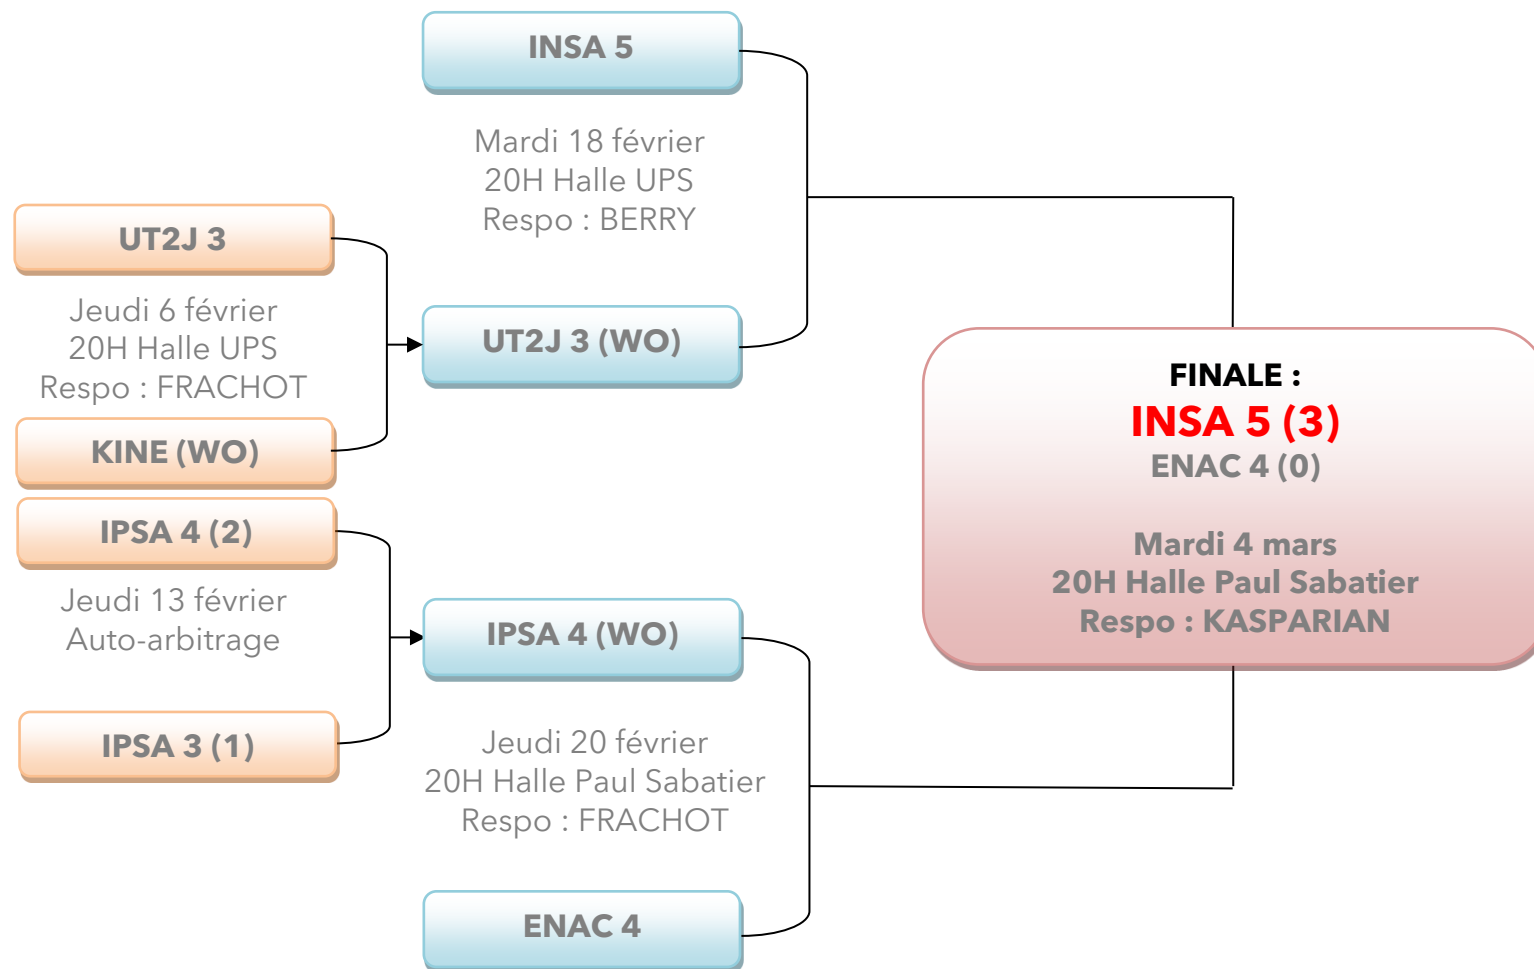 INSA 5
Mardi 18 février
20H Halle UPS
Respo : BERRY
UT2J 3
Jeudi 6 février
20H Halle UPS
Respo : FRACHOT
KINE (WO)
UT2J 3 (WO)
IPSA 4 (2)
Jeudi 13 février
Auto-arbitrage
IPSA 3 (1)
IPSA 4 (WO)
Jeudi 20 février
20H Halle Paul Sabatier
Respo : FRACHOT
ENAC 4
FINALE :
INSA 5 (3)
ENAC 4 (0)
Mardi 4 mars
20H Halle Paul Sabatier
Respo : KASPARIAN